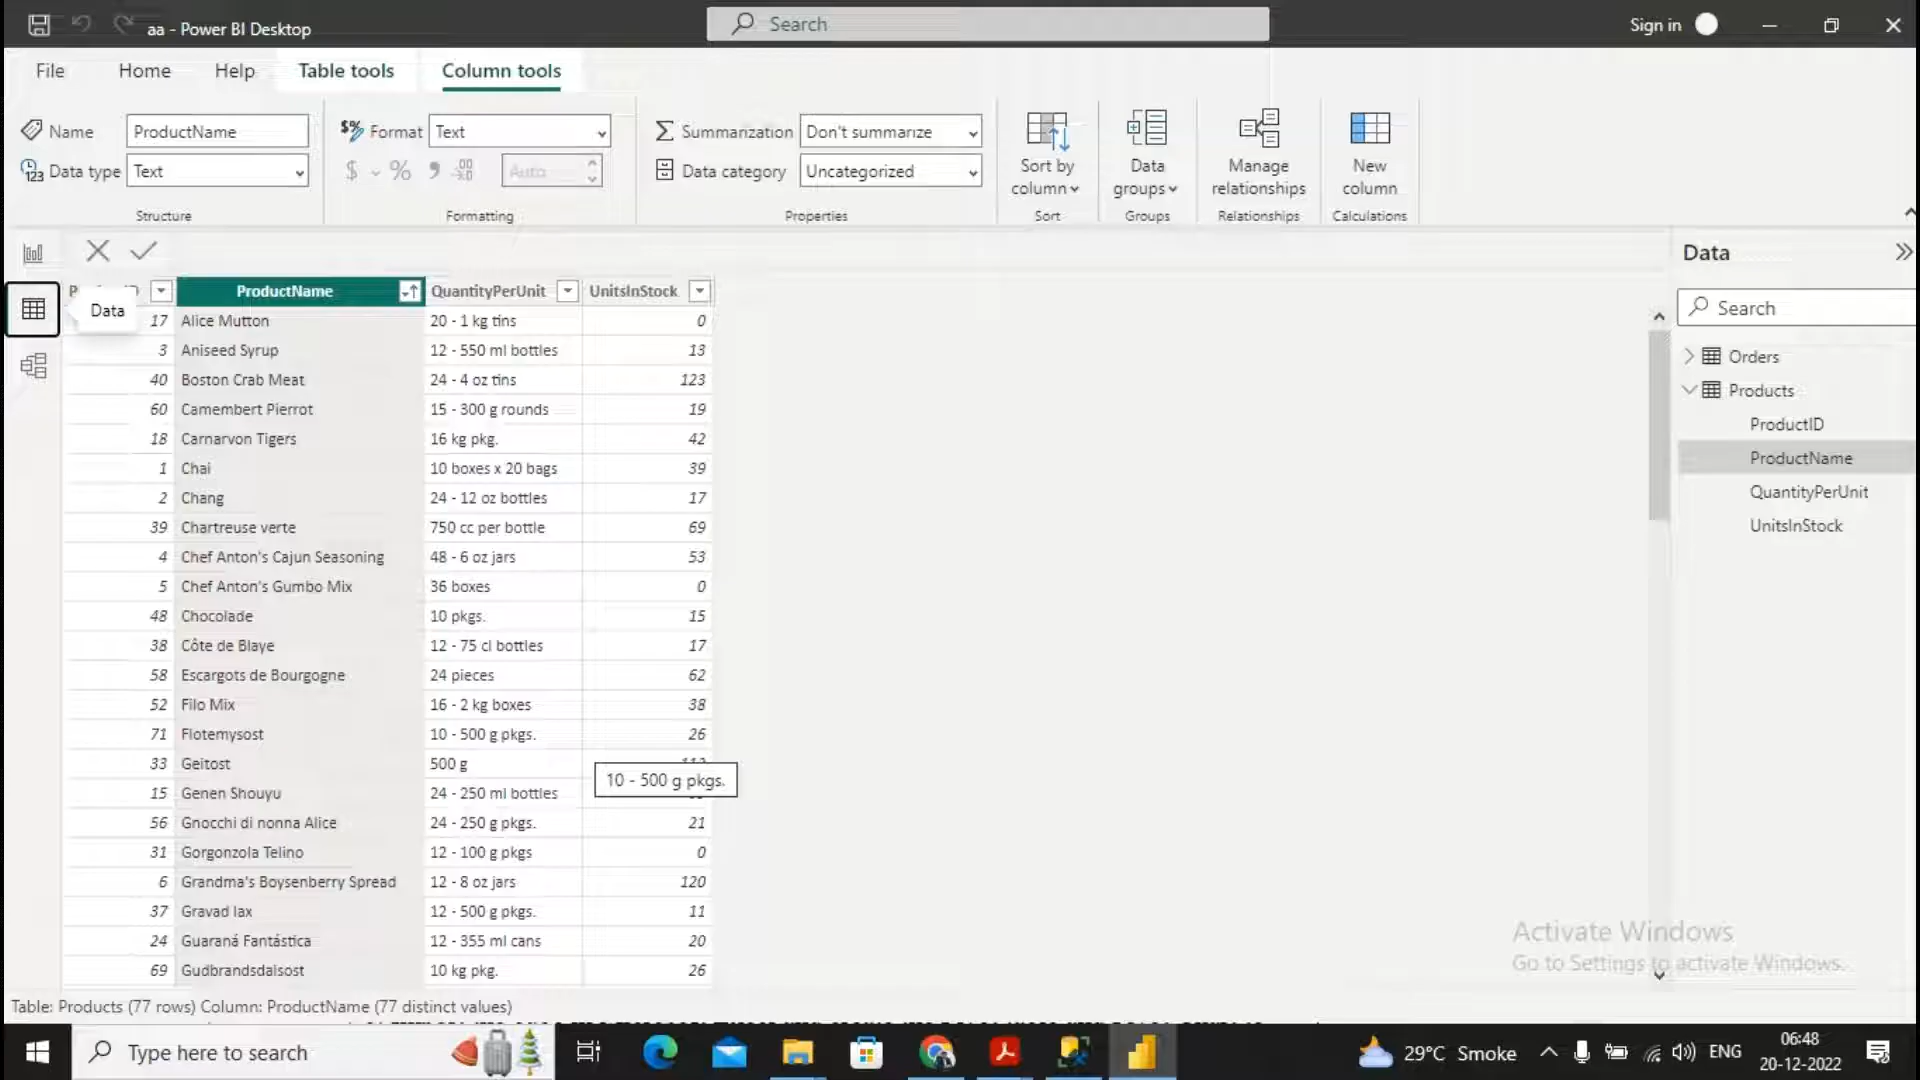 aa - Power BI Desktop
Search
Sign in
File Home Help Table tools Column tools
Name ProductName
Data type Text
Structure
Format Text
$ % Auto
Formatting
Summarization Don't summarize
Data category Uncategorized
Properties
Sort by column
Sort
Data groups
Groups
Manage relationships
Relationships
New column
Calculations
Data
ProductName QuantityPerUnit UnitsInStock
17 Alice Mutton 20 - 1 kg tins 0
3 Aniseed Syrup 12 - 550 ml bottles 13
40 Boston Crab Meat 24 - 4 oz tins 123
60 Camembert Pierrot 15 - 300 g rounds 19
18 Carnarvon Tigers 16 kg pkg. 42
1 Chai 10 boxes x 20 bags 39
2 Chang 24 - 12 oz bottles 17
39 Chartreuse verte 750 cc per bottle 69
4 Chef Anton's Cajun Seasoning 48 - 6 oz jars 53
5 Chef Anton's Gumbo Mix 36 boxes 0
48 Chocolade 10 pkgs. 15
38 Côte de Blaye 12 - 75 cl bottles 17
58 Escargots de Bourgogne 24 pieces 62
52 Filo Mix 16 - 2 kg boxes 38
71 Flotemysost 10 - 500 g pkgs. 26
33 Geitost 500 g
10 - 500 g pkgs.
15 Genen Shouyu 24 - 250 ml bottles
56 Gnocchi di nonna Alice 24 - 250 g pkgs. 21
31 Gorgonzola Telino 12 - 100 g pkgs 0
6 Grandma's Boysenberry Spread 12 - 8 oz jars 120
37 Gravad lax 12 - 500 g pkgs. 11
24 Guaraná Fantástica 12 - 355 ml cans 20
69 Gudbrandsdalsost 10 kg pkg. 26
Data
Search
Orders
Products
ProductID
ProductName
QuantityPerUnit
UnitsInStock
Activate Windows
Go to Settings to activate Windows.
Table: Products (77 rows) Column: ProductName (77 distinct values)
Type here to search
29°C Smoke
ENG
06:48
20-12-2022